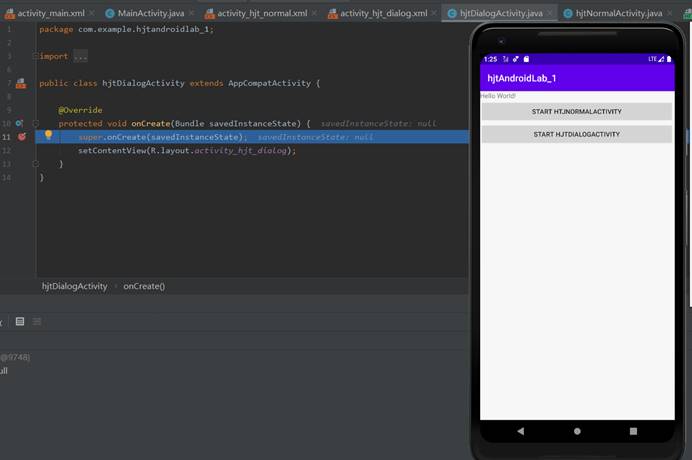 activity_main.xml MainActivity.java activity_hjt_normal.xml activity_hjt_dialog.xml hjtDialogActivity.java hjtNormalActivity.java
1 package com.example.hjtandroidlab_1;
2
3 import ...
6
7 public class hjtDialogActivity extends AppCompatActivity {
8
9 @Override
10 protected void onCreate(Bundle savedInstanceState) { savedInstanceState: null
11 super.onCreate(savedInstanceState); savedInstanceState: null
12 setContentView(R.layout.activity_hjt_dialog);
13 }
14 }
hjtDialogActivity › onCreate()
@9748)
ull
1:25 LTE
hjtAndroidLab_1
Hello World!
START HTJNORMALACTIVITY
START HJTDIALOGACTIVITY